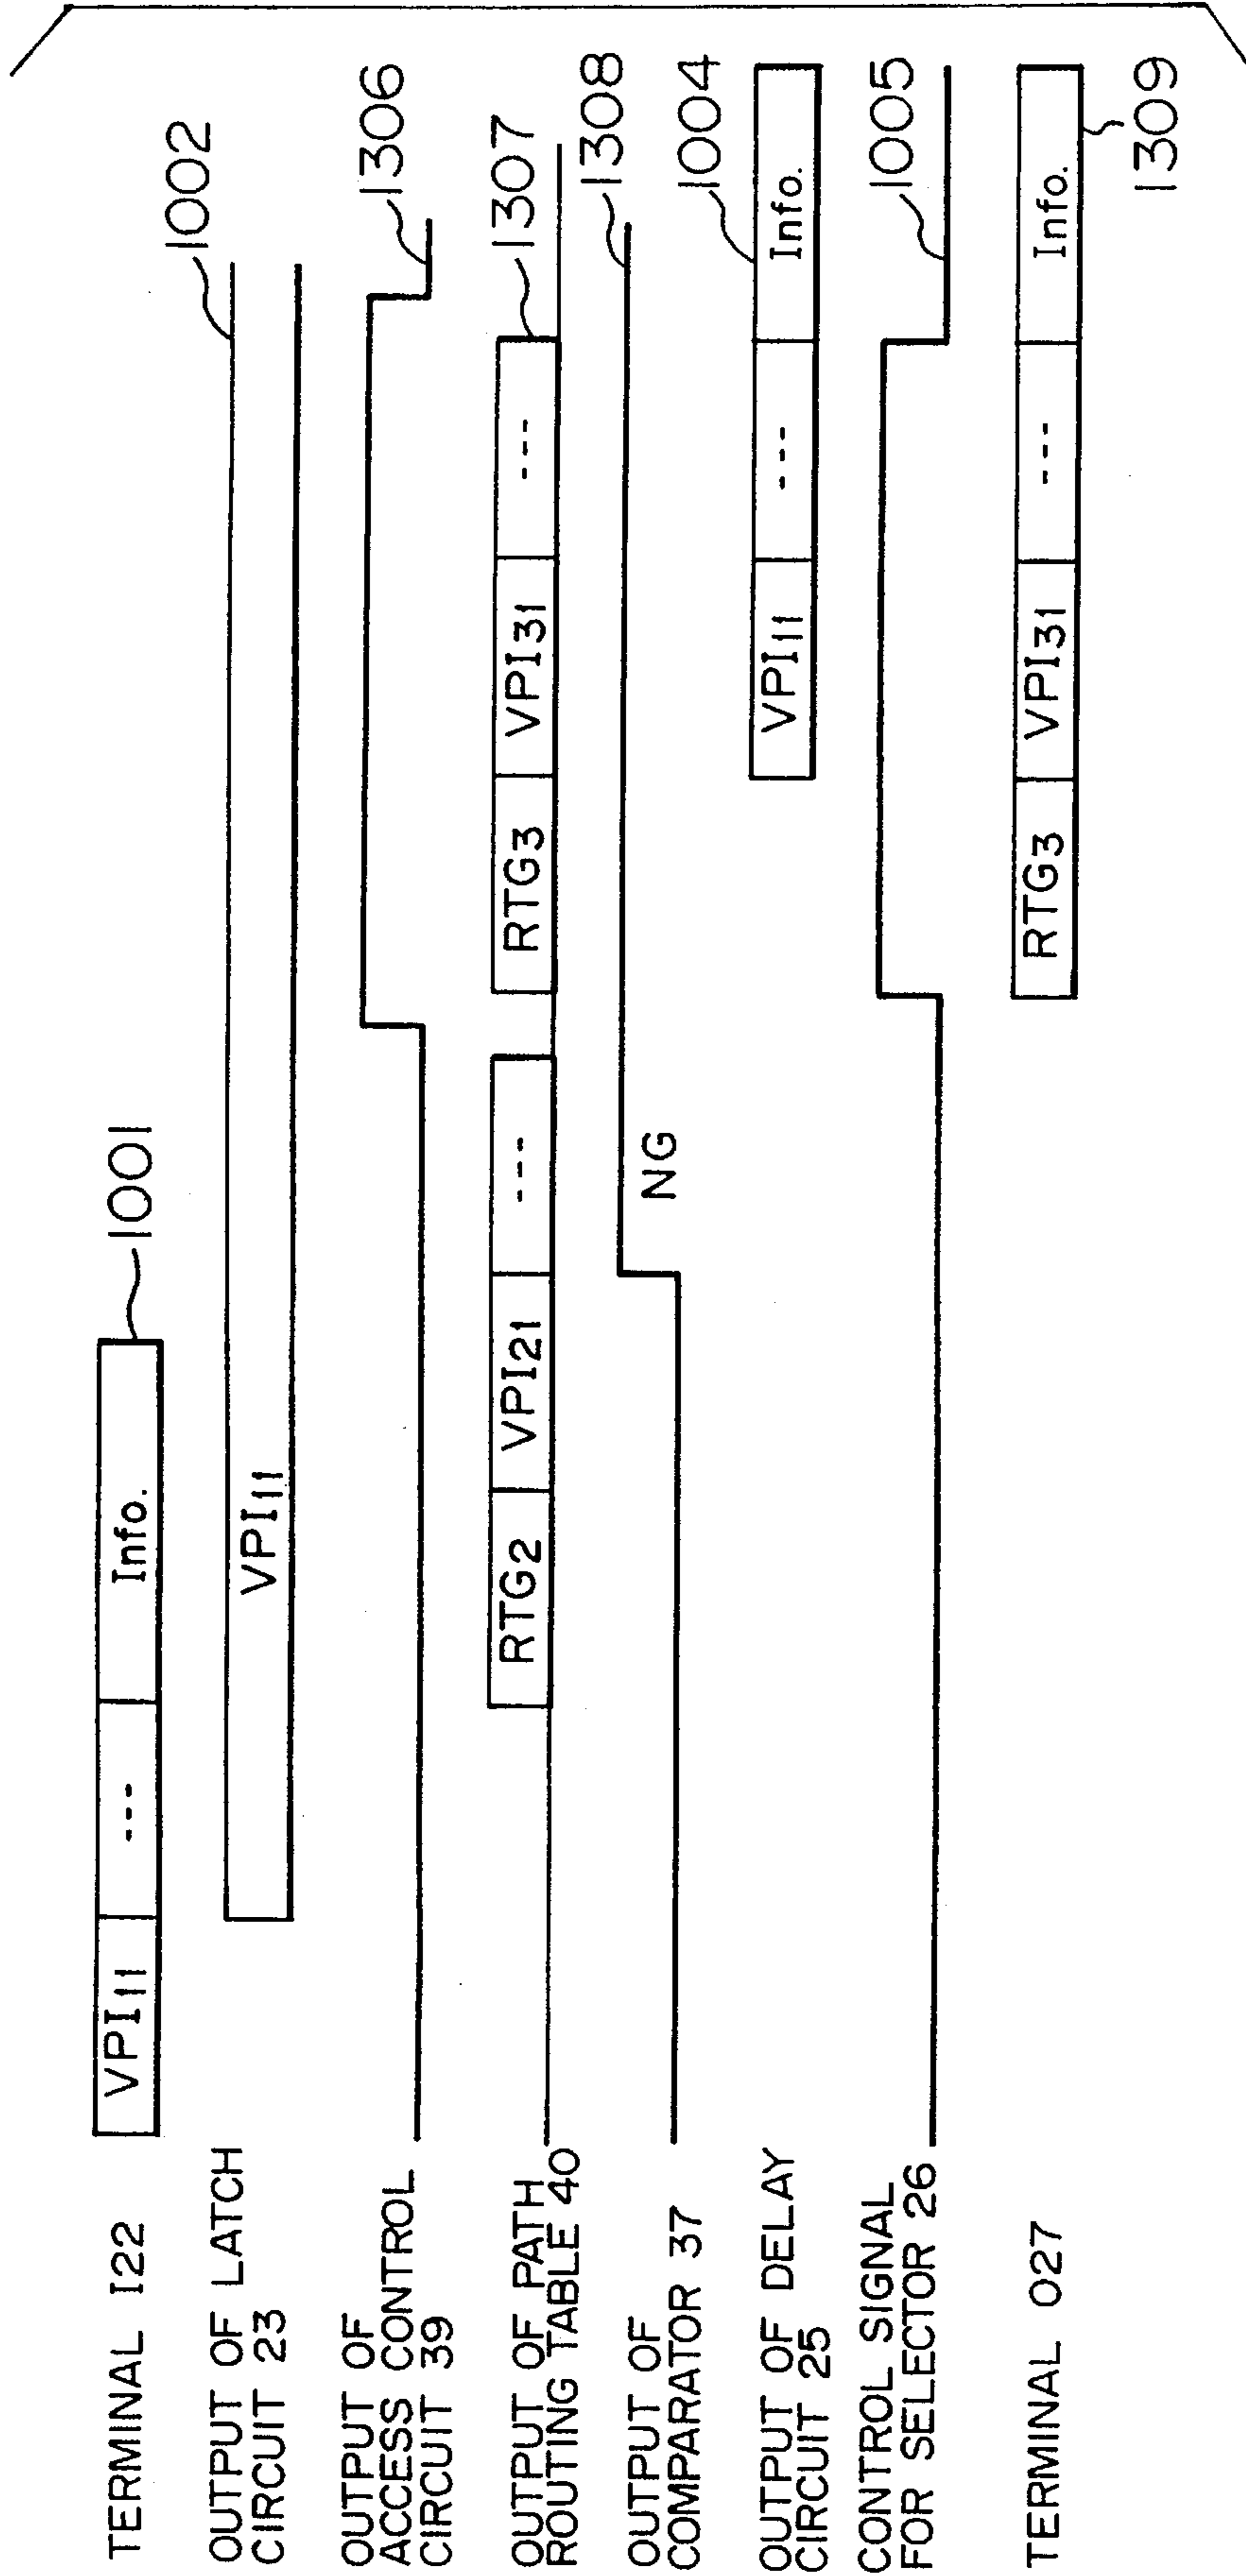 TERMINAL I22
VPI11 --- Info. 1001
OUTPUT OF LATCH
CIRCUIT 23
VPI11 1002
OUTPUT OF
ACCESS CONTROL
CIRCUIT 39
1306
OUTPUT OF PATH
ROUTING TABLE 40
RTG2 VPI21 --- RTG3 VPI31 --- 1307
OUTPUT OF
COMPARATOR 37
NG 1308
OUTPUT OF DELAY
CIRCUIT 25
VPI11 --- Info. 1004
CONTROL SIGNAL
FOR SELECTOR 26
1005
TERMINAL O27
RTG3 VPI31 --- Info. 1309